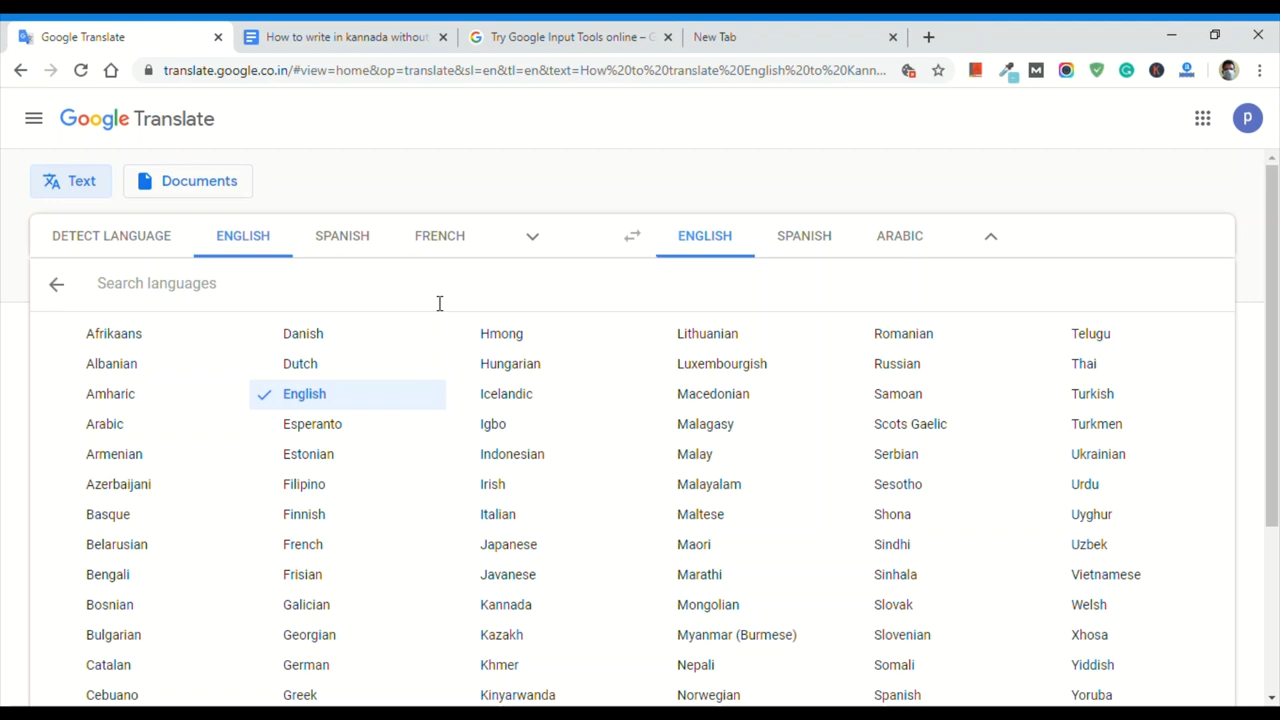 Google Translate
How to write in kannada without
Try Google Input Tools online – G
New Tab
translate.google.co.in/#view=home&op=translate&sl=en&tl=en&text=How%20to%20translate%20English%20to%20Kann...
Google Translate
p
Text Documents
DETECT LANGUAGE ENGLISH SPANISH FRENCH ENGLISH SPANISH ARABIC
Search languages
Afrikaans Danish Hmong Lithuanian Romanian Telugu
Albanian Dutch Hungarian Luxembourgish Russian Thai
Amharic English Icelandic Macedonian Samoan Turkish
Arabic Esperanto Igbo Malagasy Scots Gaelic Turkmen
Armenian Estonian Indonesian Malay Serbian Ukrainian
Azerbaijani Filipino Irish Malayalam Sesotho Urdu
Basque Finnish Italian Maltese Shona Uyghur
Belarusian French Japanese Maori Sindhi Uzbek
Bengali Frisian Javanese Marathi Sinhala Vietnamese
Bosnian Galician Kannada Mongolian Slovak Welsh
Bulgarian Georgian Kazakh Myanmar (Burmese) Slovenian Xhosa
Catalan German Khmer Nepali Somali Yiddish
Cebuano Greek Kinyarwanda Norwegian Spanish Yoruba